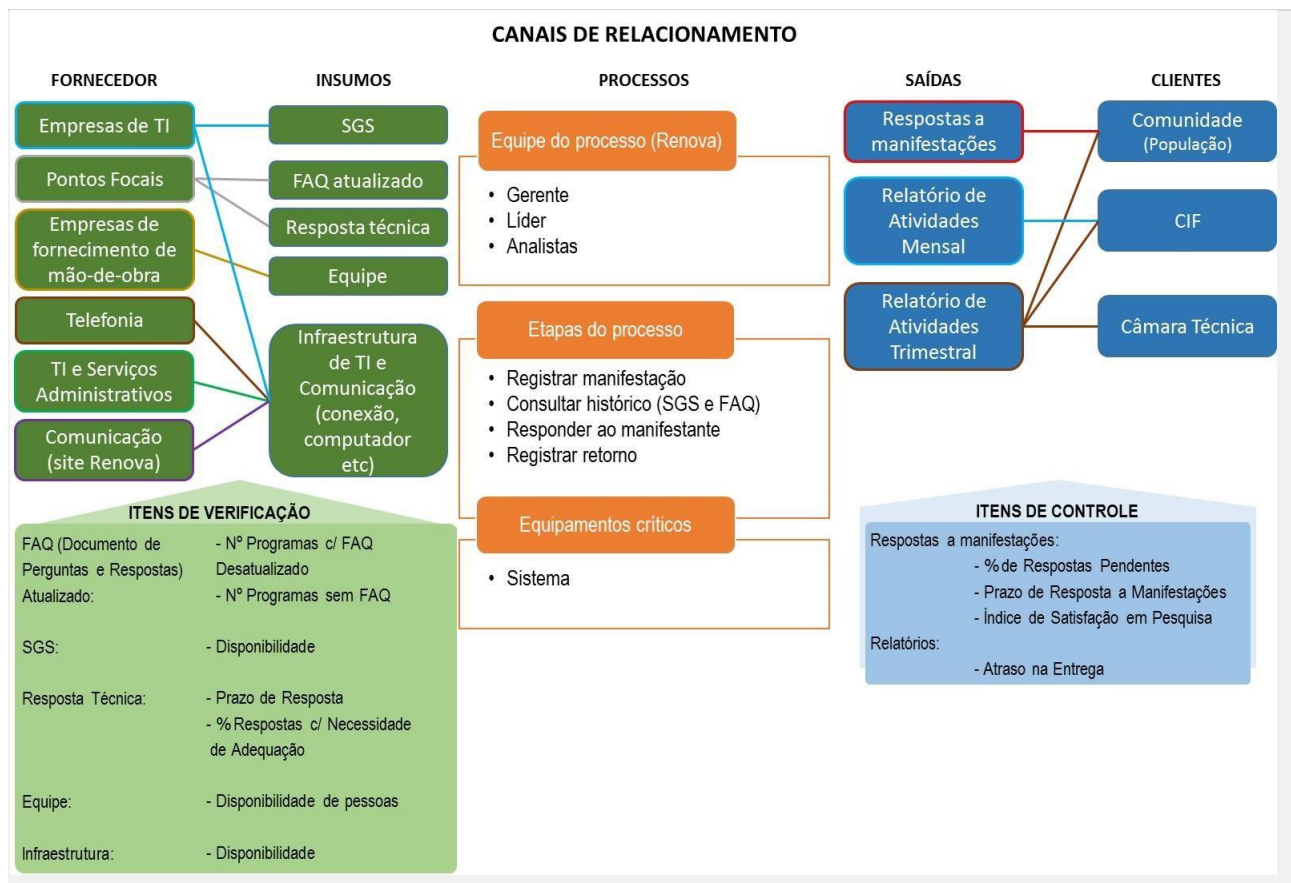 CANAIS DE RELACIONAMENTO
FORNECEDOR
INSUMOS
PROCESSOS
SAÍDAS
CLIENTES
Empresas de TI
Pontos Focais
Empresas de
fornecimento de
mão-de-obra
Telefonia
TI e Serviços
Administrativos
Comunicação
(site Renova)
SGS
FAQ atualizado
Resposta técnica
Equipe
Infraestrutura
de TI e
Comunicação
(conexão,
computador
etc)
Equipe do processo (Renova)
• Gerente
• Líder
• Analistas
Etapas do processo
• Registrar manifestação
• Consultar histórico (SGS e FAQ)
• Responder ao manifestante
• Registrar retorno
Equipamentos críticos
• Sistema
Respostas a
manifestações
Relatório de
Atividades
Mensal
Relatório de
Atividades
Trimestral
Comunidade
(População)
CIF
Câmara Técnica
ITENS DE VERIFICAÇÃO
FAQ (Documento de - Nº Programas c/ FAQ
Perguntas e Respostas) Desatualizado
Atualizado: - Nº Programas sem FAQ
SGS: - Disponibilidade
Resposta Técnica: - Prazo de Resposta
- % Respostas c/ Necessidade
de Adequação
Equipe: - Disponibilidade de pessoas
Infraestrutura: - Disponibilidade
ITENS DE CONTROLE
Respostas a manifestações:
- % de Respostas Pendentes
- Prazo de Resposta a Manifestações
- Índice de Satisfação em Pesquisa
Relatórios:
- Atraso na Entrega